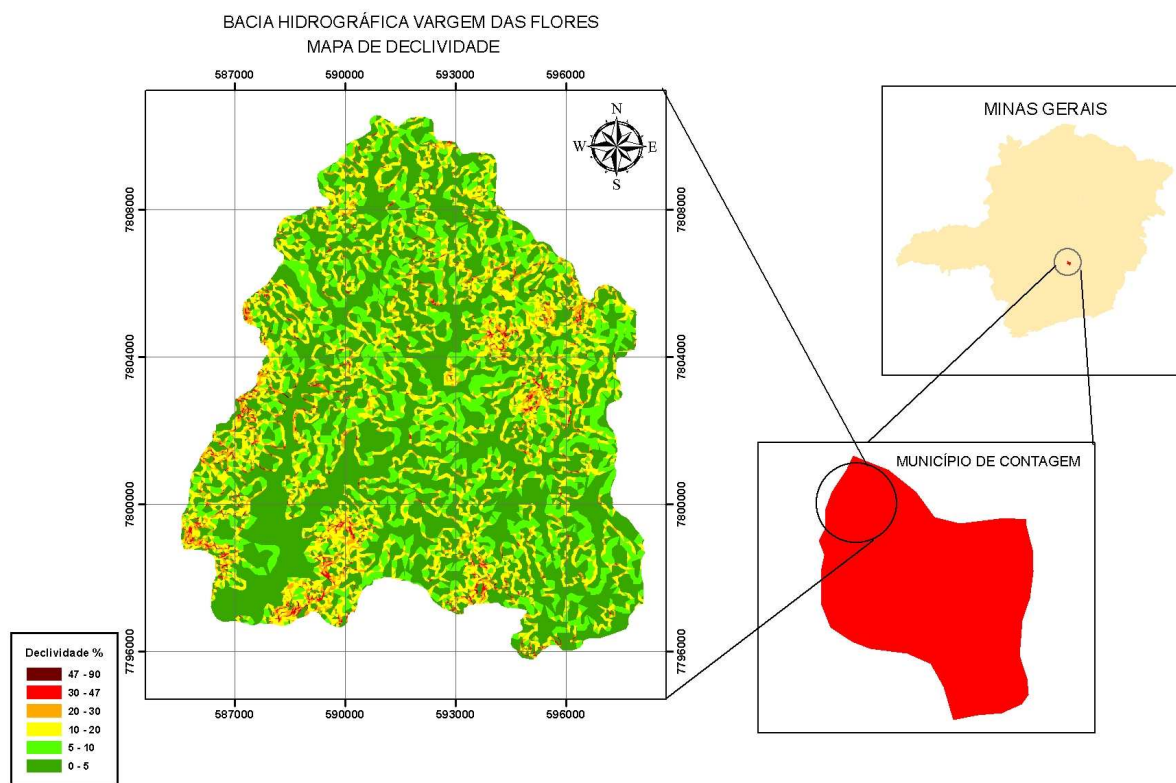 BACIA HIDROGRÁFICA VARGEM DAS FLORES
MAPA DE DECLIVIDADE
587000 590000 593000 596000
N
W E
S
7808000 7808000
7804000 7804000
7800000 7800000
7796000 7796000
587000 590000 593000 596000
MINAS GERAIS
MUNICÍPIO DE CONTAGEM
Declividade %
47 - 90
30 - 47
20 - 30
10 - 20
5 - 10
0 - 5